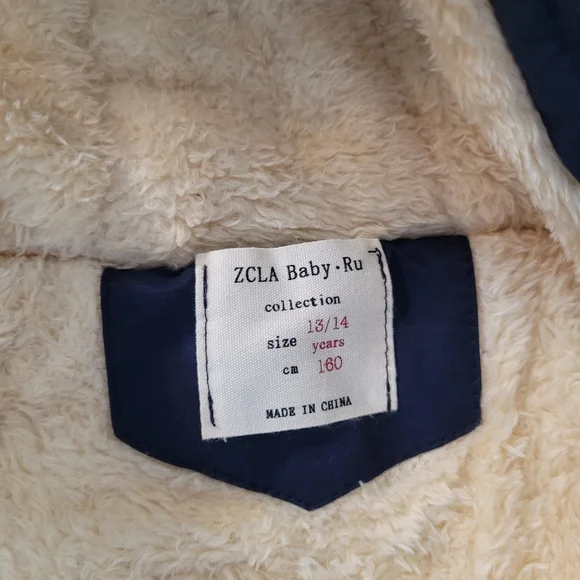 ZCLA Baby·Ru
collection
size 13/14
years
cm 160
MADE IN CHINA